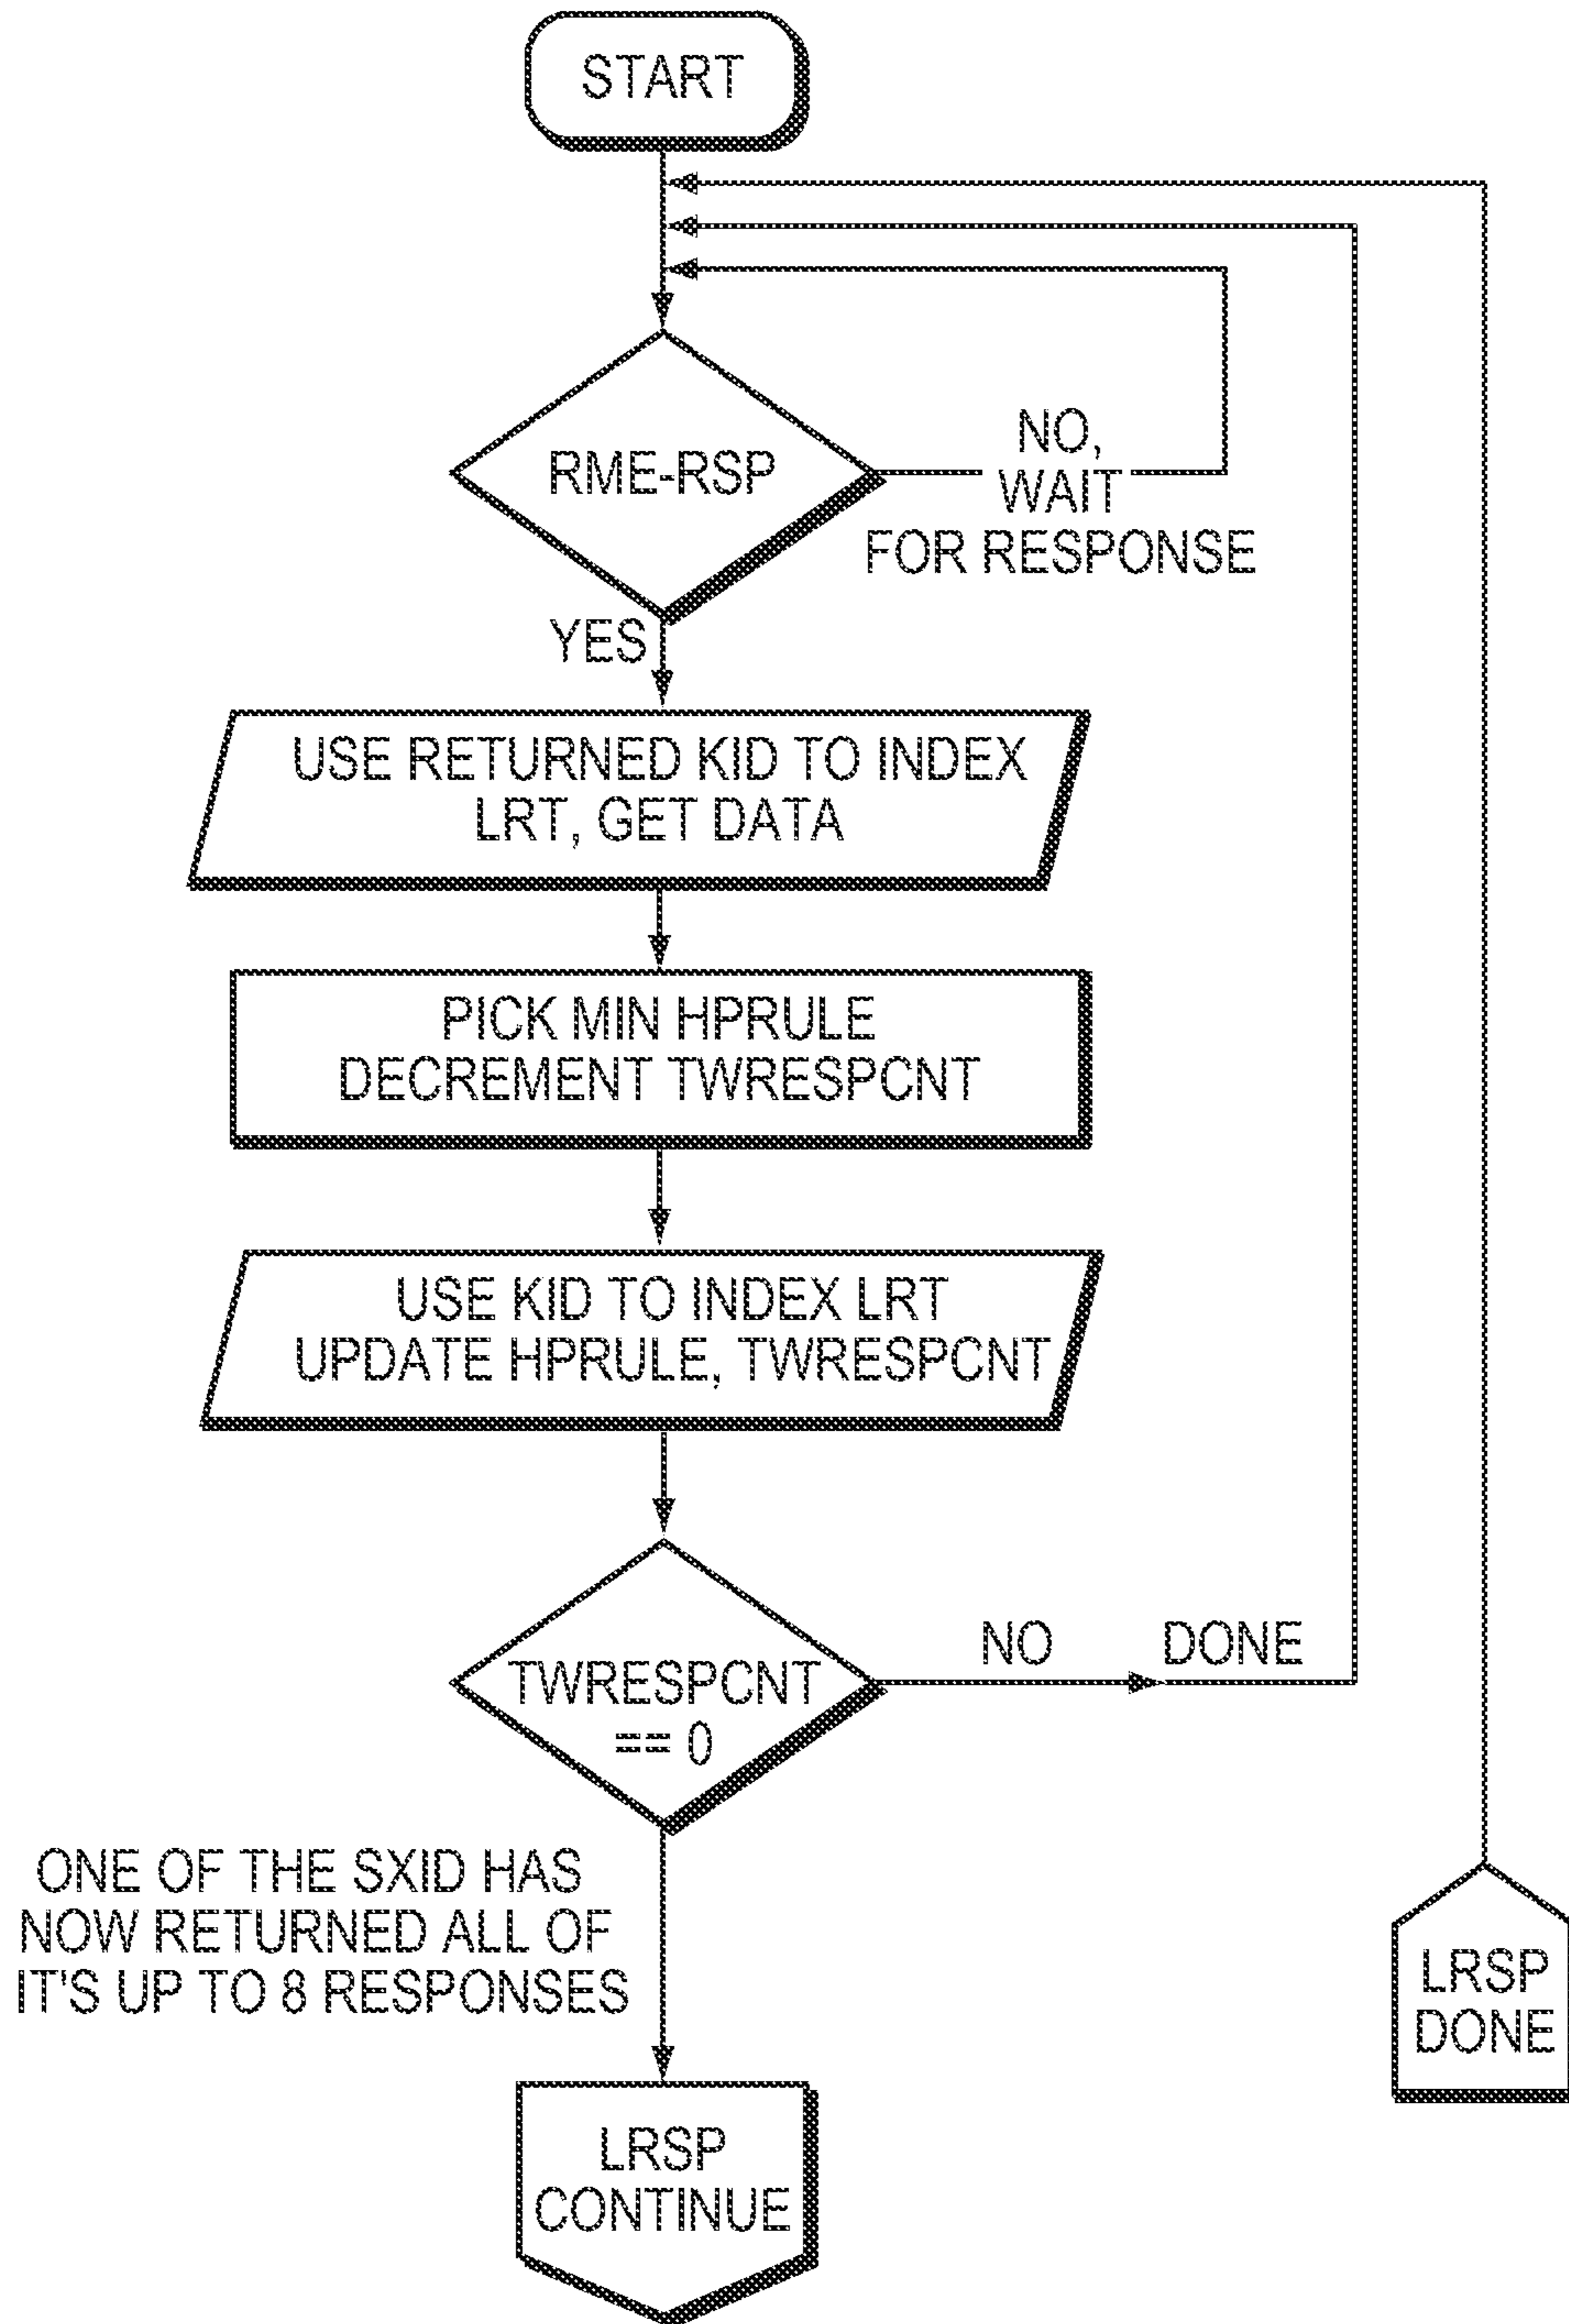 START
RME-RSP
NO,
WAIT
FOR RESPONSE
YES
USE RETURNED KID TO INDEX
LRT, GET DATA
PICK MIN HPRULE
DECREMENT TWRESPCNT
USE KID TO INDEX LRT
UPDATE HPRULE, TWRESPCNT
TWRESPCNT
== 0
NO
DONE
ONE OF THE SXID HAS
NOW RETURNED ALL OF
IT'S UP TO 8 RESPONSES
LRSP
DONE
LRSP
CONTINUE